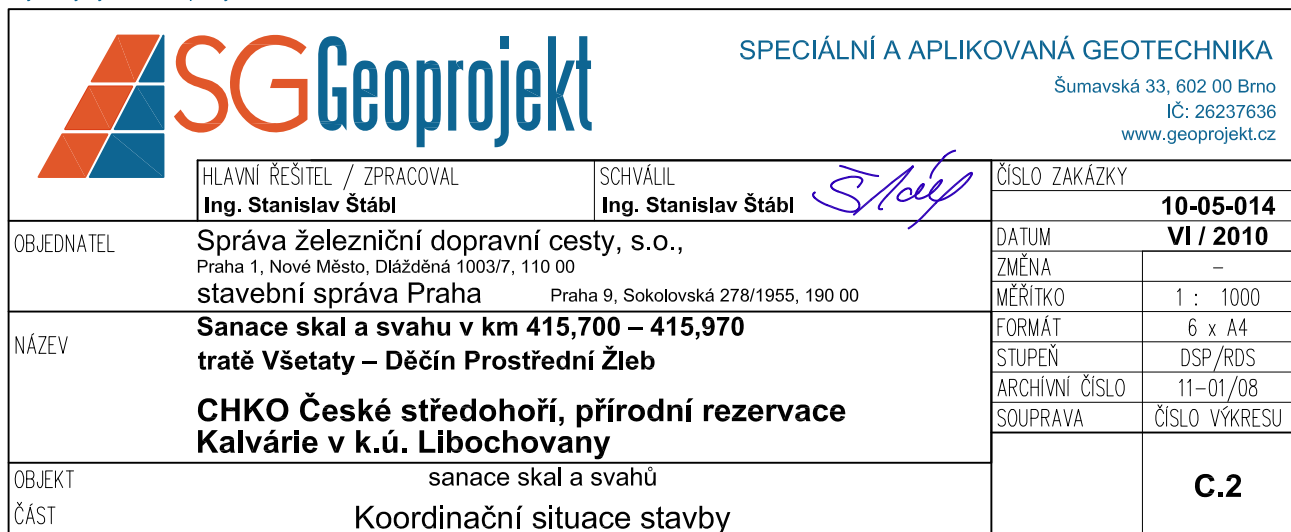 SGGeoprojekt
SPECIÁLNÍ A APLIKOVANÁ GEOTECHNIKA
Šumavská 33, 602 00 Brno
IČ: 26237636
www.geoprojekt.cz
HLAVNÍ ŘEŠITEL / ZPRACOVAL
Ing. Stanislav Štábl
SCHVÁLIL
Ing. Stanislav Štábl
ČÍSLO ZAKÁZKY
10-05-014
OBJEDNATEL
Správa železniční dopravní cesty, s.o.,
Praha 1, Nové Město, Dlážděná 1003/7, 110 00
stavební správa Praha Praha 9, Sokolovská 278/1955, 190 00
DATUM VI / 2010
ZMĚNA –
MĚŘÍTKO 1 : 1000
NÁZEV
Sanace skal a svahu v km 415,700 – 415,970
tratě Všetaty – Děčín Prostřední Žleb
CHKO České středohoří, přírodní rezervace
Kalvárie v k.ú. Libochovany
FORMÁT 6 x A4
STUPEŇ DSP/RDS
ARCHÍVNÍ ČÍSLO 11-01/08
SOUPRAVA ČÍSLO VÝKRESU
C.2
OBJEKT sanace skal a svahů
ČÁST Koordinační situace stavby